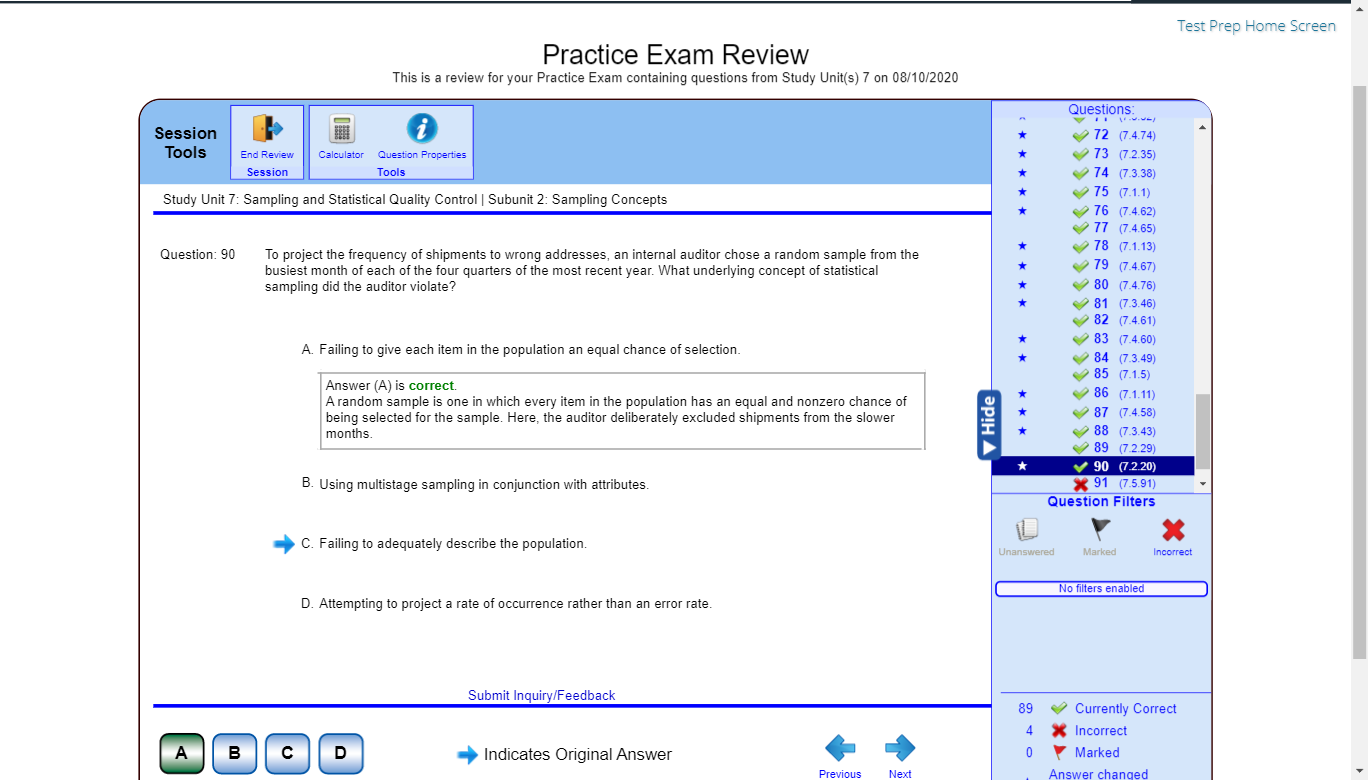 Test Prep Home Screen
Practice Exam Review
This is a review for your Practice Exam containing questions from Study Unit(s) 7 on 08/10/2020
Session
Tools
End Review
Session
Calculator
Question Properties
Tools
Study Unit 7: Sampling and Statistical Quality Control | Subunit 2: Sampling Concepts
Question: 90
To project the frequency of shipments to wrong addresses, an internal auditor chose a random sample from the
busiest month of each of the four quarters of the most recent year. What underlying concept of statistical
sampling did the auditor violate?
A. Failing to give each item in the population an equal chance of selection.
Answer (A) is correct.
A random sample is one in which every item in the population has an equal and nonzero chance of
being selected for the sample. Here, the auditor deliberately excluded shipments from the slower
months.
B. Using multistage sampling in conjunction with attributes.
C. Failing to adequately describe the population.
D. Attempting to project a rate of occurrence rather than an error rate.
Submit Inquiry/Feedback
A
B
C
D
Indicates Original Answer
Previous
Next
Hide
Questions:
72 (7.4.74)
73 (7.2.35)
74 (7.3.38)
75 (7.1.1)
76 (7.4.62)
77 (7.4.65)
78 (7.1.13)
79 (7.4.67)
80 (7.4.76)
81 (7.3.46)
82 (7.4.61)
83 (7.4.60)
84 (7.3.49)
85 (7.1.5)
86 (7.1.11)
87 (7.4.58)
88 (7.3.43)
89 (7.2.29)
90 (7.2.20)
91 (7.5.91)
Question Filters
Unanswered
Marked
Incorrect
No filters enabled
89 Currently Correct
4 Incorrect
0 Marked
Answer changed